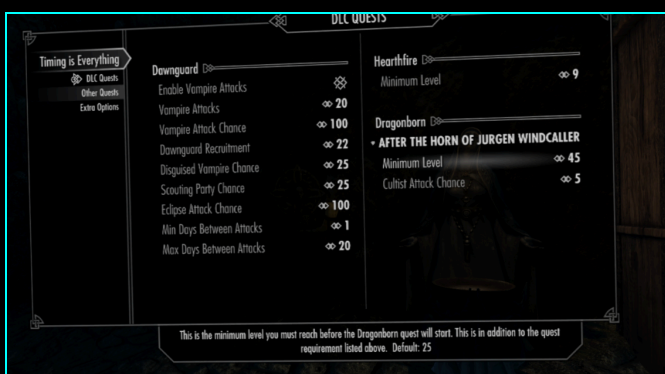 DLC QUESTS
Timing is Everything
DLC Quests
Other Quests
Extra Options
Dawnguard
Enable Vampire Attacks
Vampire Attacks 20
Vampire Attack Chance 100
Dawnguard Recruitment 22
Disguised Vampire Chance 25
Scouting Party Chance 25
Eclipse Attack Chance 100
Min Days Between Attacks 1
Max Days Between Attacks 20
Hearthfire
Minimum Level 9
Dragonborn
AFTER THE HORN OF JURGEN WINDCALLER
Minimum Level 45
Cultist Attack Chance 5
This is the minimum level you must reach before the Dragonborn quest will start. This is in addition to the quest
requirement listed above. Default: 25